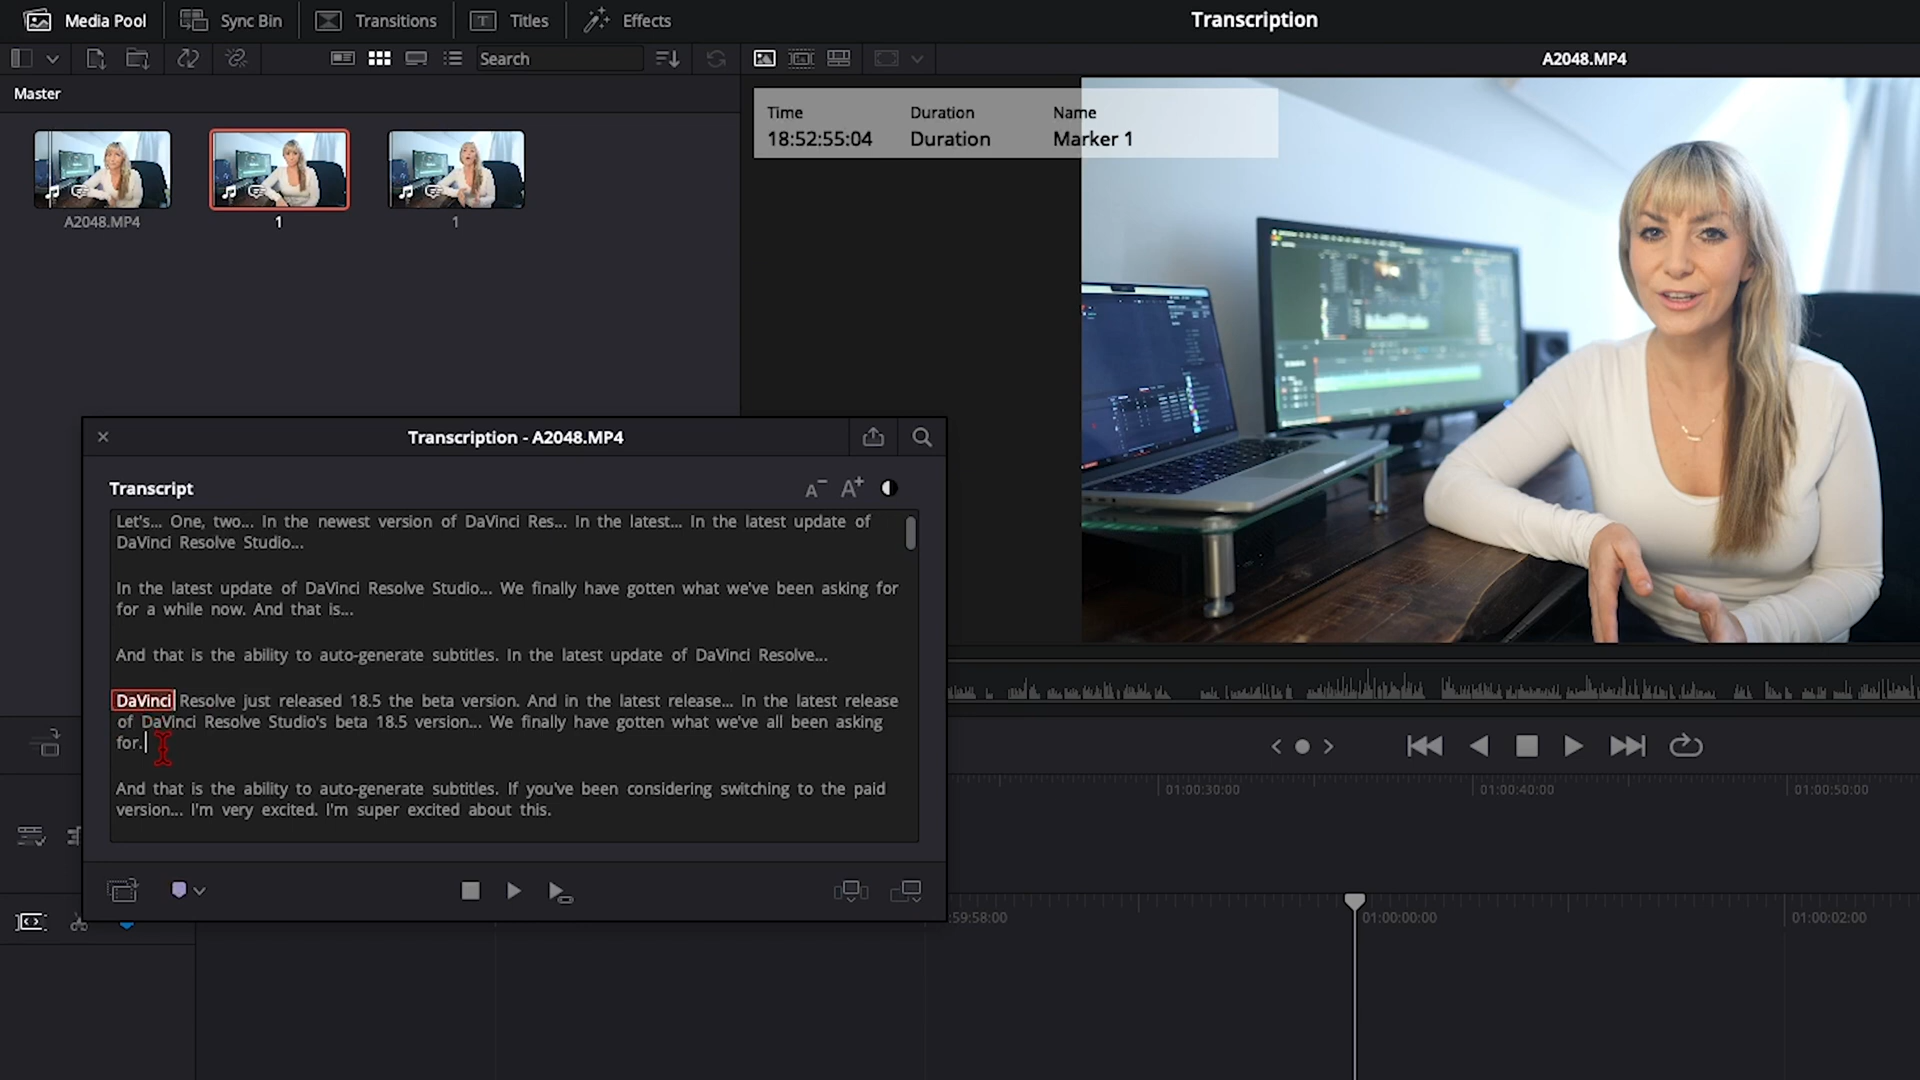 Media Pool
Sync Bin
Transitions
Titles
Effects
Transcription
Search
A2048.MP4
Master
Time Duration Name
18:52:55:04 Duration Marker 1
A2048.MP4
1
1
Transcription - A2048.MP4
Transcript
A- A+
Let's... One, two... In the newest version of DaVinci Res... In the latest... In the latest update of
DaVinci Resolve Studio...
In the latest update of DaVinci Resolve Studio... We finally have gotten what we've been asking for
for a while now. And that is...
And that is the ability to auto-generate subtitles. In the latest update of DaVinci Resolve...
DaVinci Resolve just released 18.5 the beta version. And in the latest release... In the latest release
of DaVinci Resolve Studio's beta 18.5 version... We finally have gotten what we've all been asking
for.
And that is the ability to auto-generate subtitles. If you've been considering switching to the paid
version... I'm very excited. I'm super excited about this.
01:00:30:00
01:00:40:00
01:00:50:00
:59:58:00
01:00:00:00
01:00:02:00